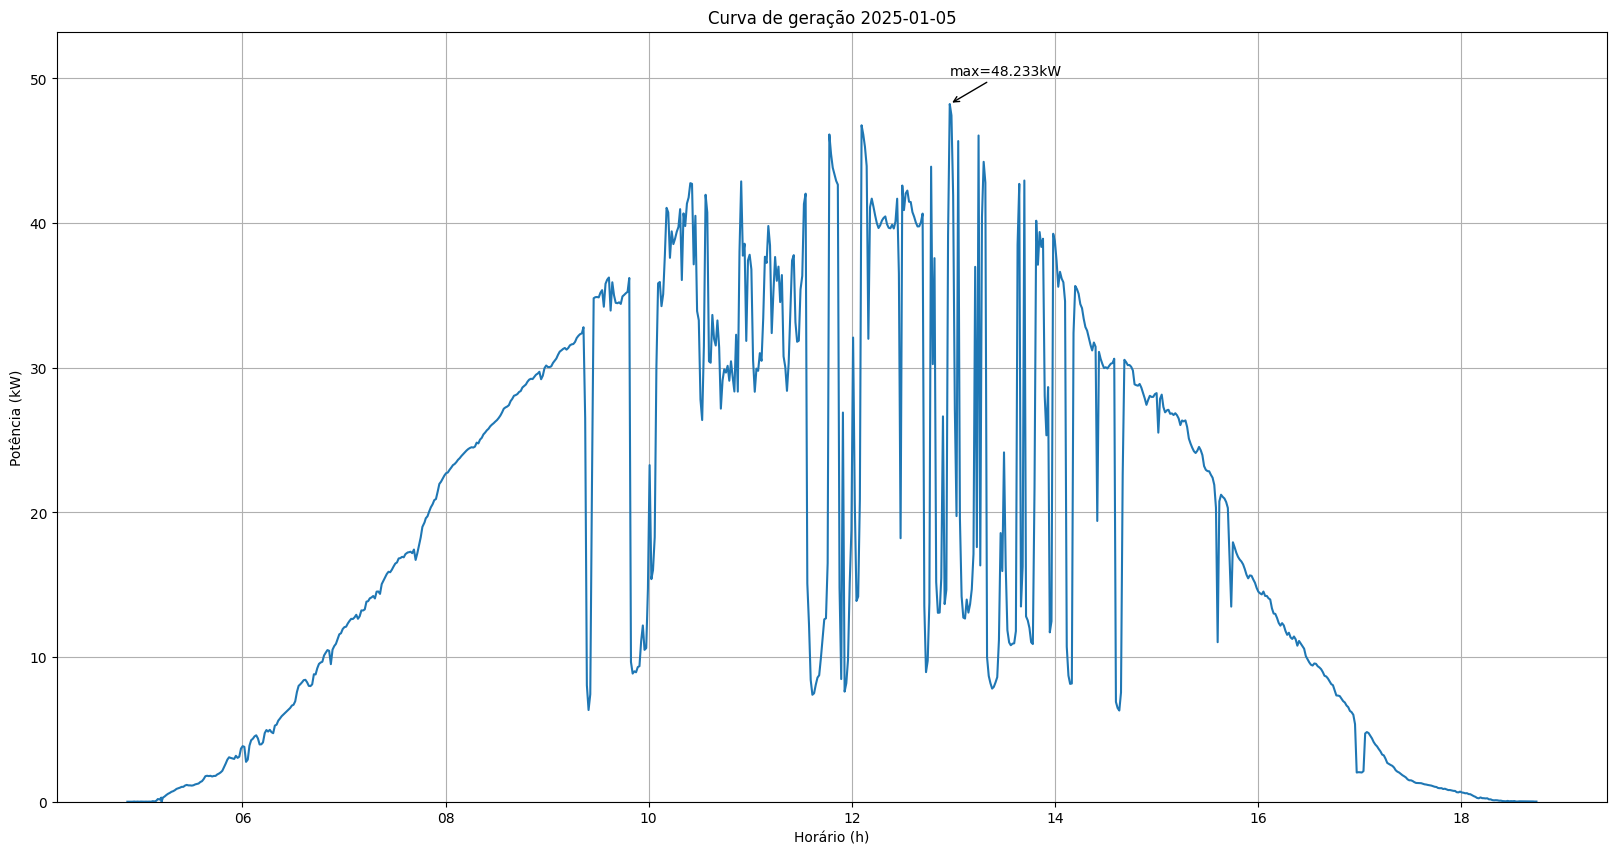 Curva de geração 2025-01-05
max=48.233kW
50
40
30
20
10
0
Potência (kW)
06 08 10 12 14 16 18
Horário (h)